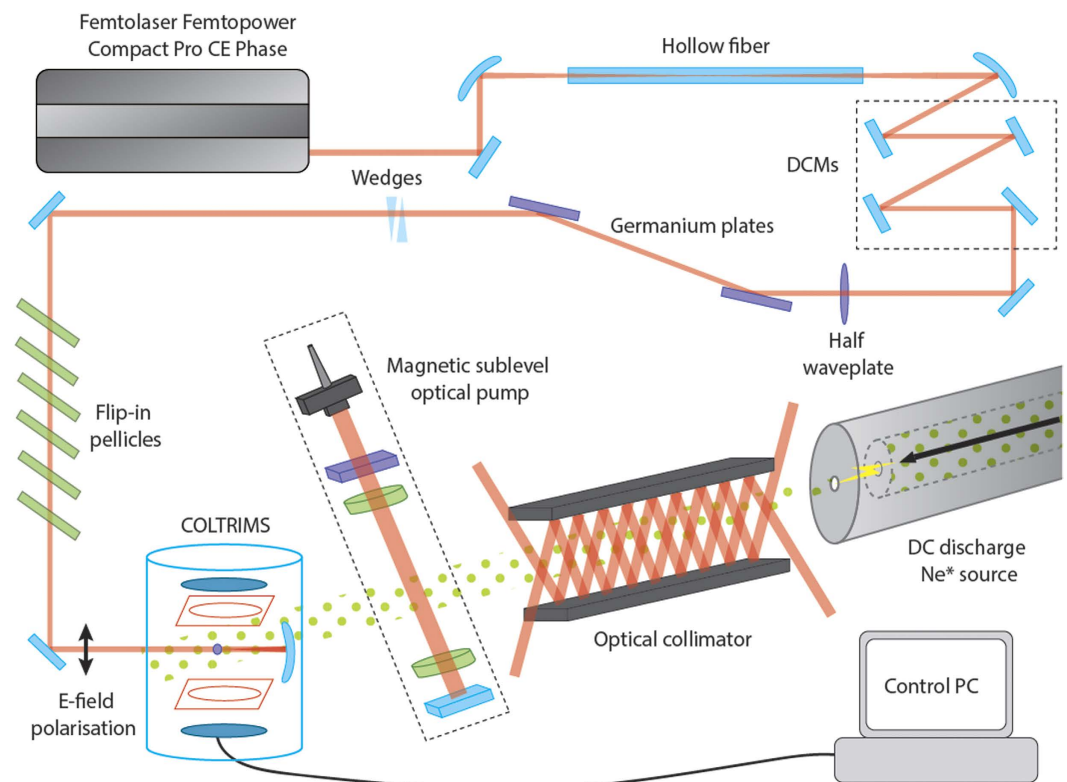 Femtolaser Femtopower
Compact Pro CE Phase
Hollow fiber
DCMs
Wedges
Germanium plates
Half
waveplate
Magnetic sublevel
optical pump
Flip-in
pellicles
COLTRIMS
DC discharge
Ne* source
Optical collimator
E-field
polarisation
Control PC